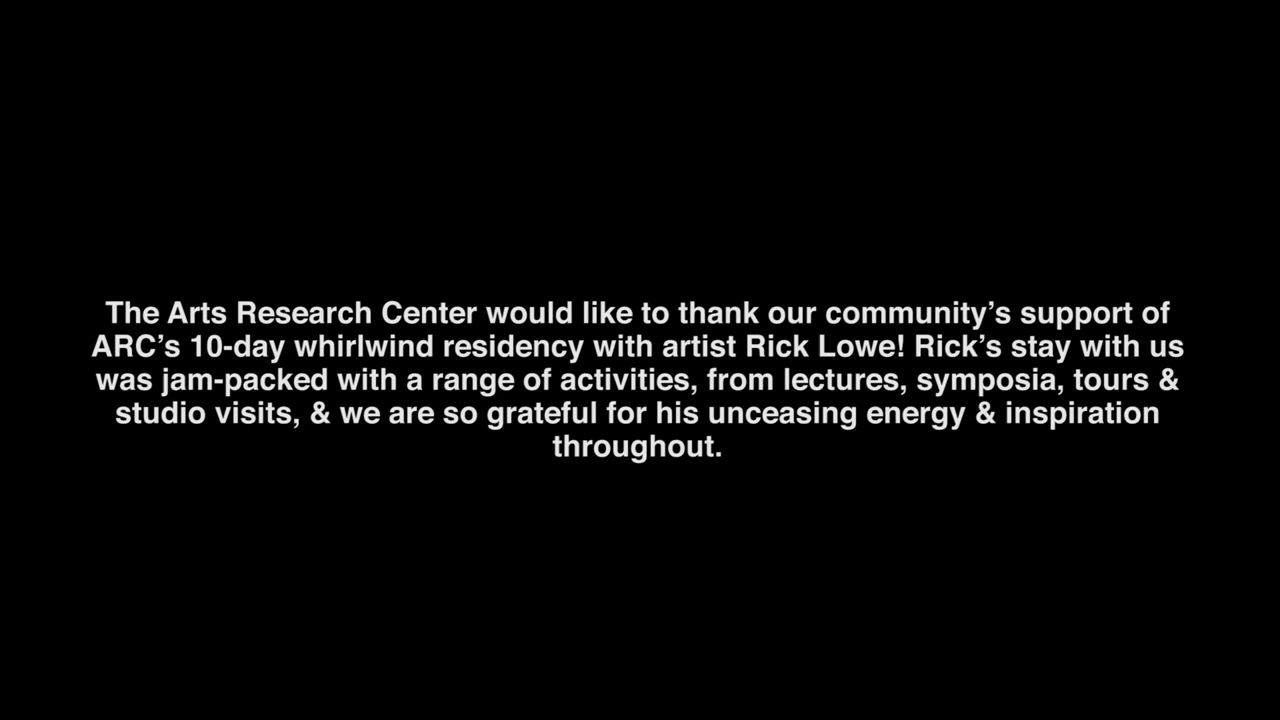 The Arts Research Center would like to thank our community’s support of
ARC’s 10-day whirlwind residency with artist Rick Lowe! Rick’s stay with us
was jam-packed with a range of activities, from lectures, symposia, tours &
studio visits, & we are so grateful for his unceasing energy & inspiration
throughout.